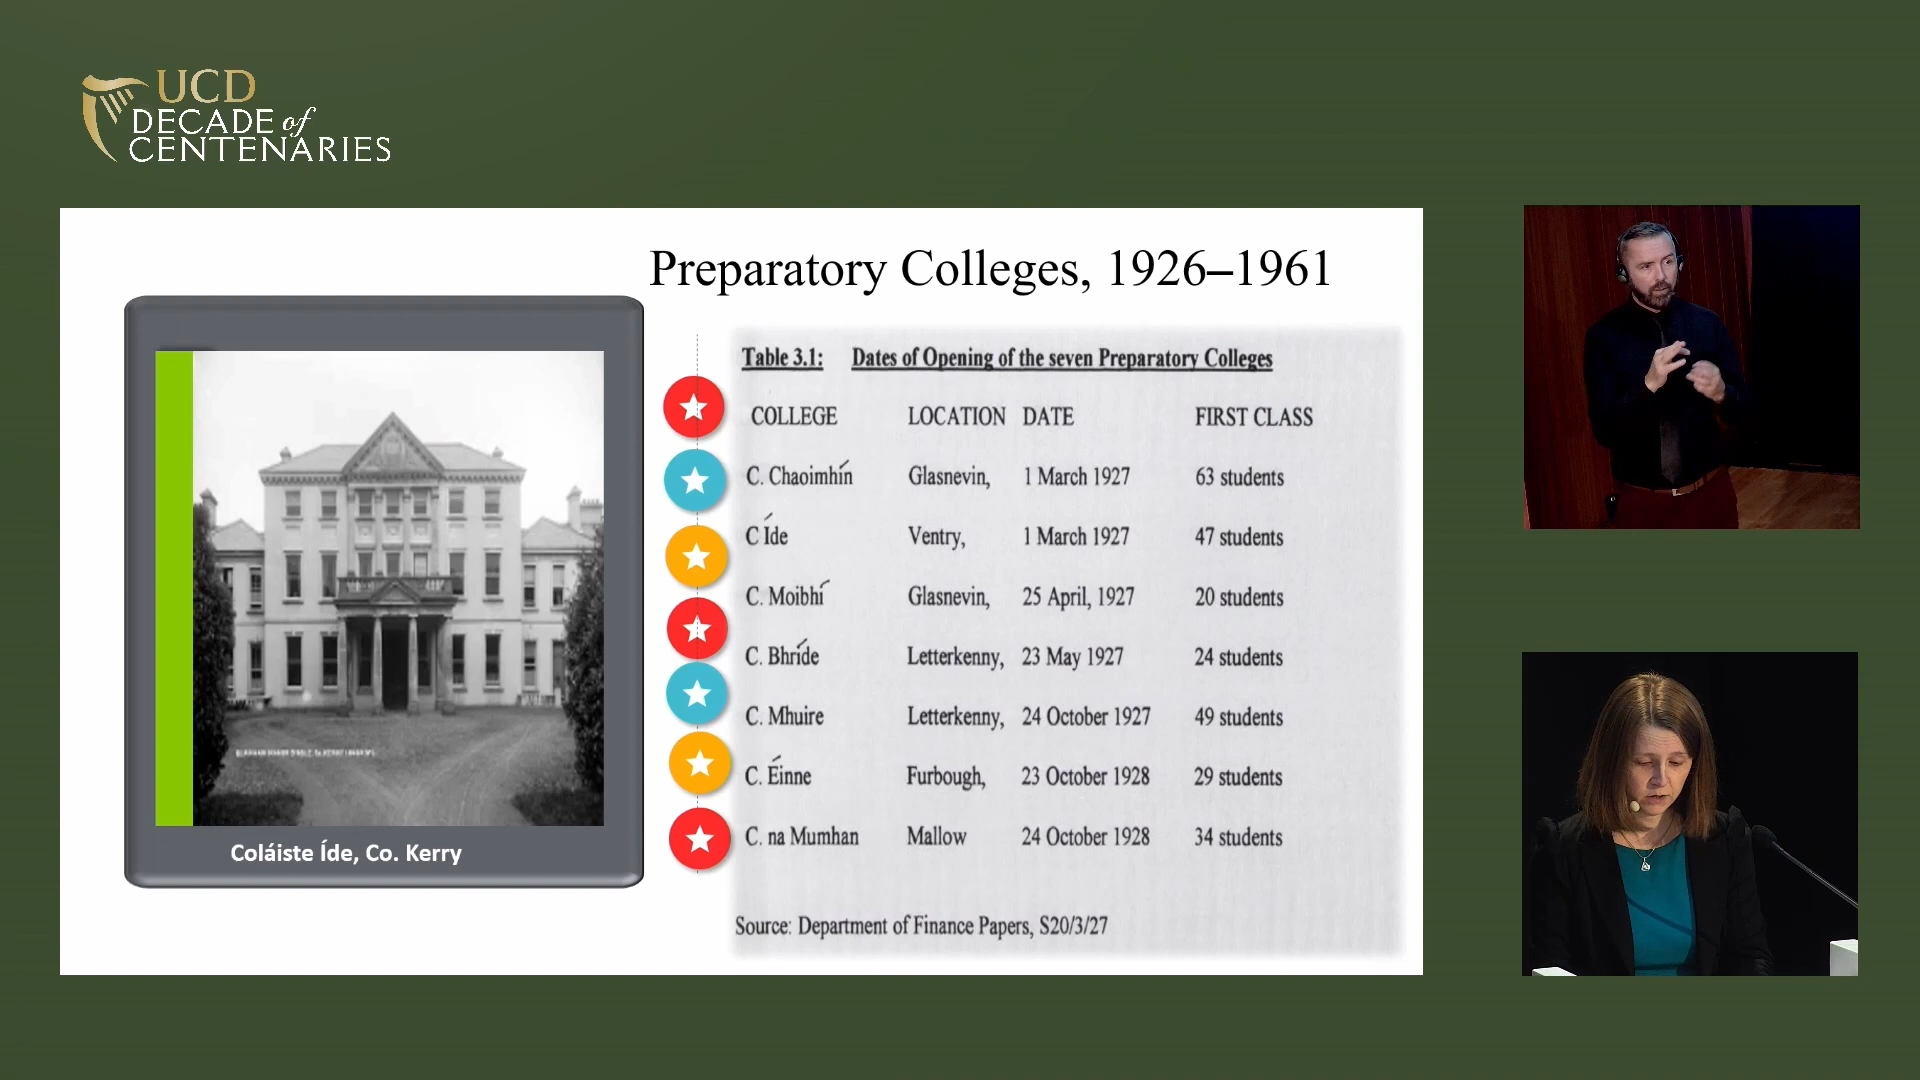 UCD
DECADE of
CENTENARIES
Preparatory Colleges, 1926–1961
Table 3.1: Dates of Opening of the seven Preparatory Colleges
COLLEGE LOCATION DATE FIRST CLASS
C. Chaoimhín Glasnevin, 1 March 1927 63 students
C Íde Ventry, 1 March 1927 47 students
C. Moibhí Glasnevin, 25 April, 1927 20 students
C. Bhríde Letterkenny, 23 May 1927 24 students
C. Mhuire Letterkenny, 24 October 1927 49 students
C. Éinne Furbough, 23 October 1928 29 students
C. na Mumhan Mallow 24 October 1928 34 students
Source: Department of Finance Papers, S20/3/27
Coláiste Íde, Co. Kerry